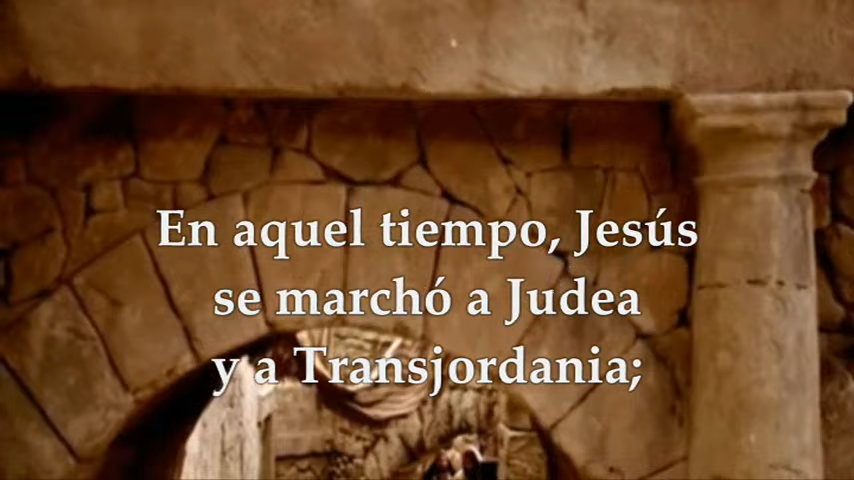 En aquel tiempo, Jesús
se marchó a Judea
y a Transjordania;